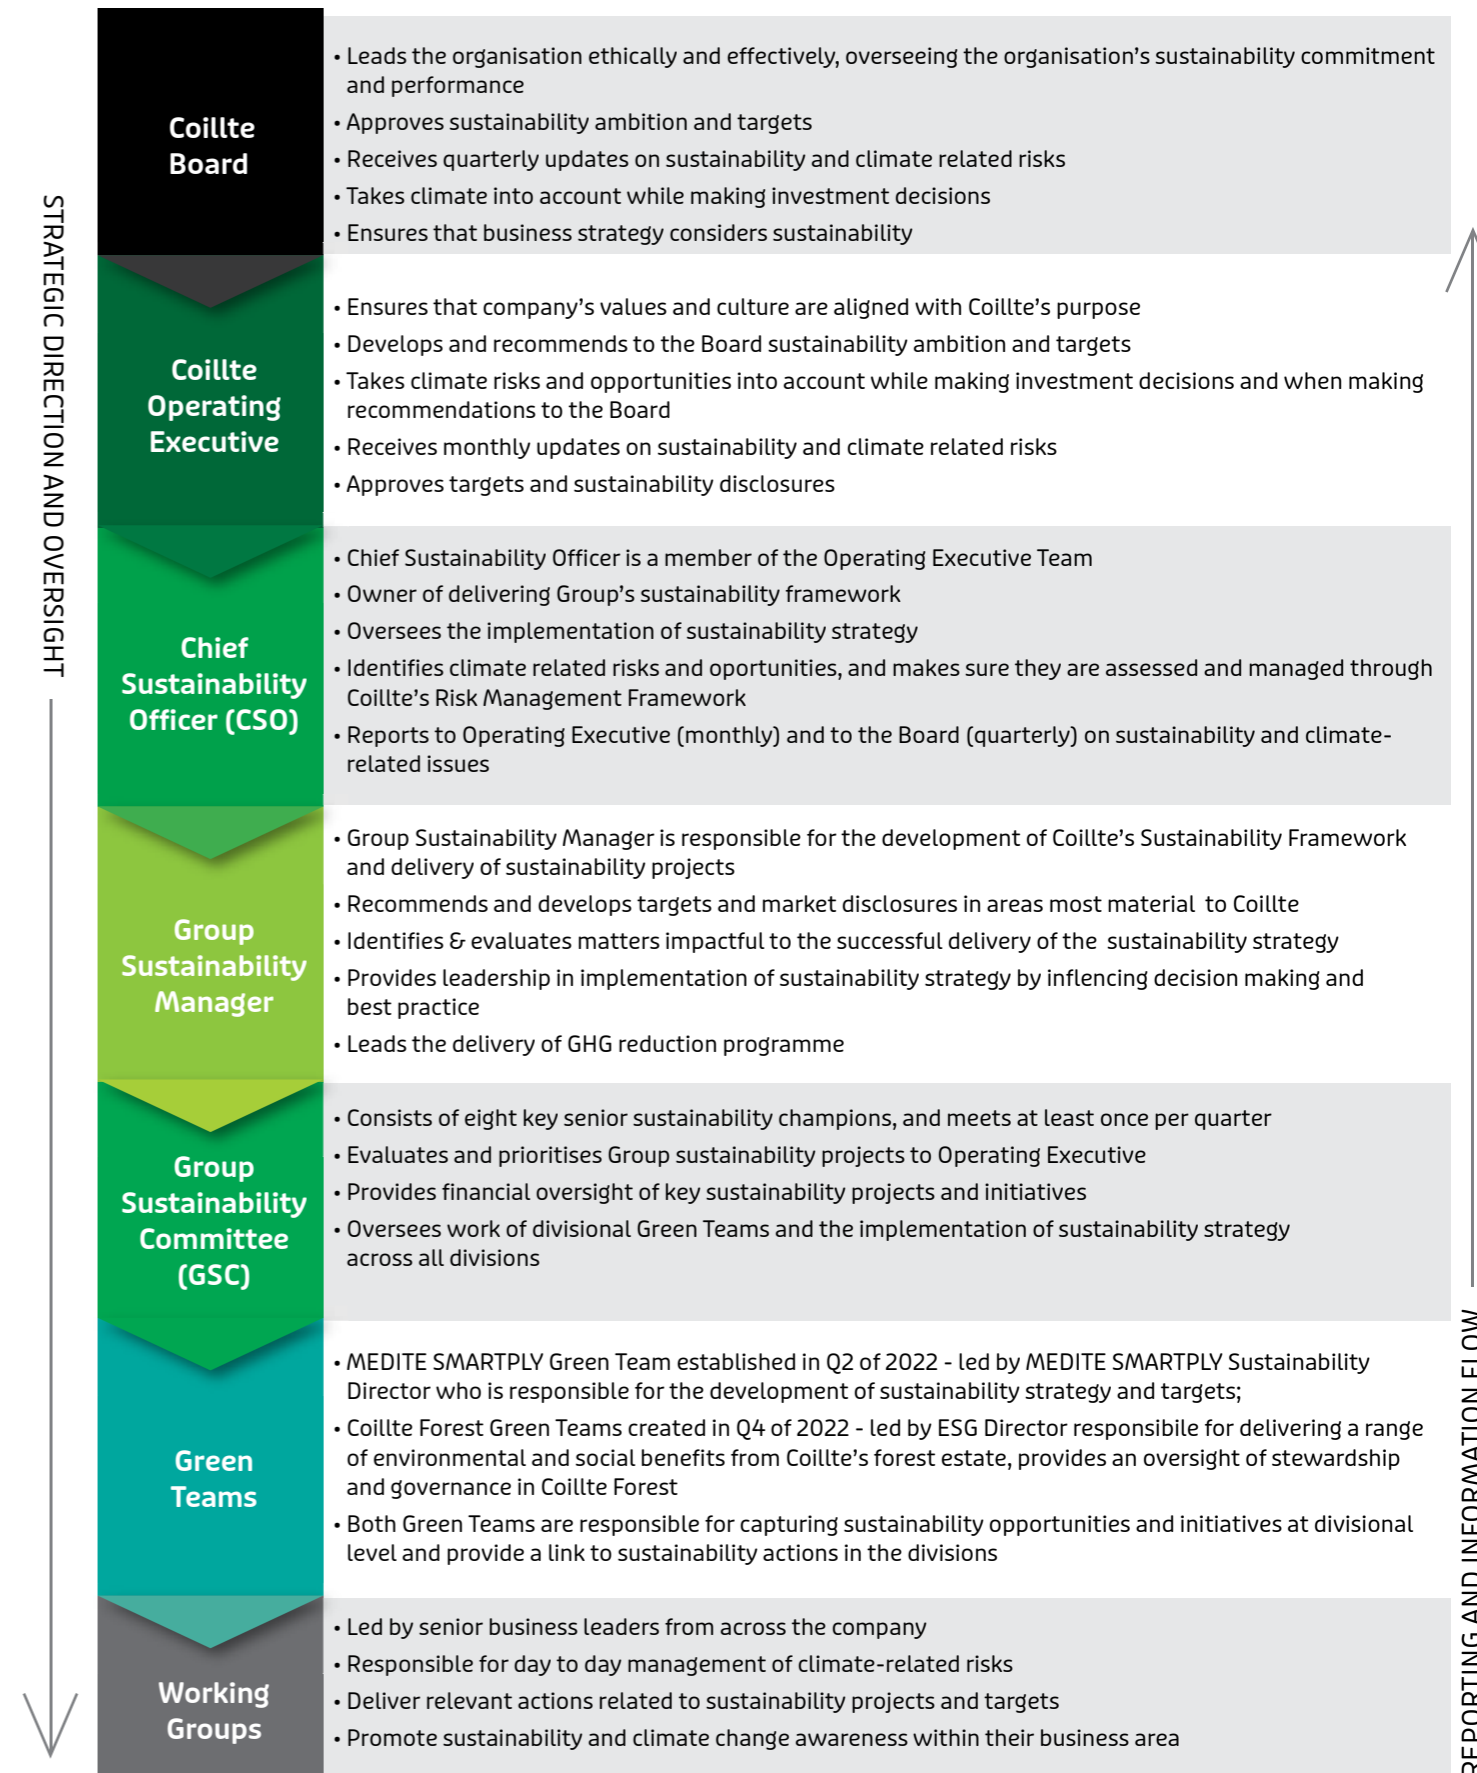 STRATEGIC DIRECTION AND OVERSIGHT
Coillte
Board
• Leads the organisation ethically and effectively, overseeing the organisation's sustainability commitment
and performance
• Approves sustainability ambition and targets
• Receives quarterly updates on sustainability and climate related risks
• Takes climate into account while making investment decisions
• Ensures that business strategy considers sustainability
Coillte
Operating
Executive
• Ensures that company's values and culture are aligned with Coillte's purpose
• Develops and recommends to the Board sustainability ambition and targets
• Takes climate risks and opportunities into account while making investment decisions and when making
recommendations to the Board
• Receives monthly updates on sustainability and climate related risks
• Approves targets and sustainability disclosures
Chief
Sustainability
Officer (CSO)
• Chief Sustainability Officer is a member of the Operating Executive Team
• Owner of delivering Group's sustainability framework
• Oversees the implementation of sustainability strategy
• Identifies climate related risks and oportunities, and makes sure they are assessed and managed through
Coillte's Risk Management Framework
• Reports to Operating Executive (monthly) and to the Board (quarterly) on sustainability and climate-
related issues
Group
Sustainability
Manager
• Group Sustainability Manager is responsible for the development of Coillte's Sustainability Framework
and delivery of sustainability projects
• Recommends and develops targets and market disclosures in areas most material to Coillte
• Identifies & evaluates matters impactful to the successful delivery of the sustainability strategy
• Provides leadership in implementation of sustainability strategy by inflencing decision making and
best practice
• Leads the delivery of GHG reduction programme
Group
Sustainability
Committee
(GSC)
• Consists of eight key senior sustainability champions, and meets at least once per quarter
• Evaluates and prioritises Group sustainability projects to Operating Executive
• Provides financial oversight of key sustainability projects and initiatives
• Oversees work of divisional Green Teams and the implementation of sustainability strategy
across all divisions
Green
Teams
• MEDITE SMARTPLY Green Team established in Q2 of 2022 - led by MEDITE SMARTPLY Sustainability
Director who is responsible for the development of sustainability strategy and targets;
• Coillte Forest Green Teams created in Q4 of 2022 - led by ESG Director responsibile for delivering a range
of environmental and social benefits from Coillte's forest estate, provides an oversight of stewardship
and governance in Coillte Forest
• Both Green Teams are responsible for capturing sustainability opportunities and initiatives at divisional
level and provide a link to sustainability actions in the divisions
Working
Groups
• Led by senior business leaders from across the company
• Responsible for day to day management of climate-related risks
• Deliver relevant actions related to sustainability projects and targets
• Promote sustainability and climate change awareness within their business area
REPORTING AND INFORMATION FLOW